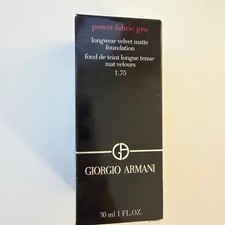 power fabric pro
longwear velvet matte
foundation
fond de teint longue tenue
mat velours
1.75
GIORGIO ARMANI
30 ml 1 FL.OZ.